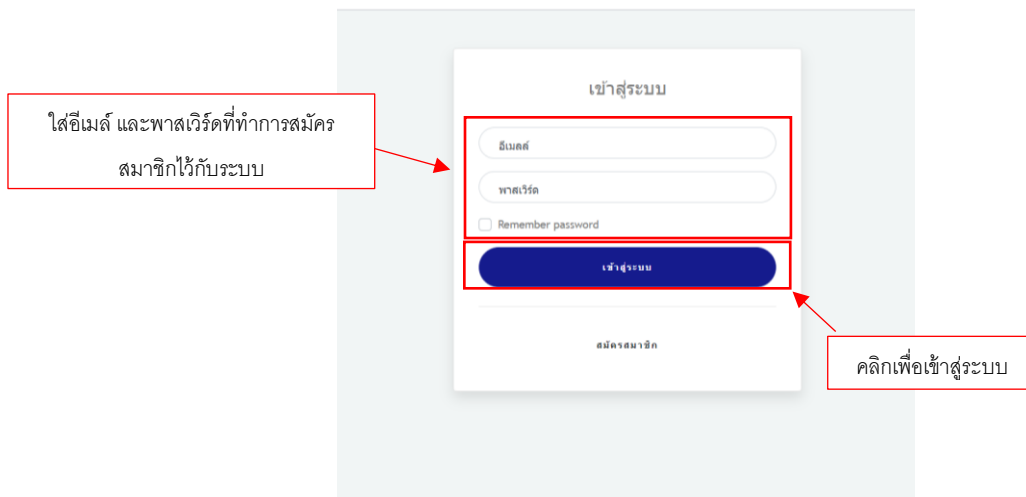 เข้าสู่ระบบ
ใส่อีเมล์ และพาสเวิร์ดที่ทำการสมัคร
สมาชิกไว้กับระบบ
อีเมลล์
พาสเวิร์ด
Remember password
เข้าสู่ระบบ
สมัครสมาชิก
คลิกเพื่อเข้าสู่ระบบ